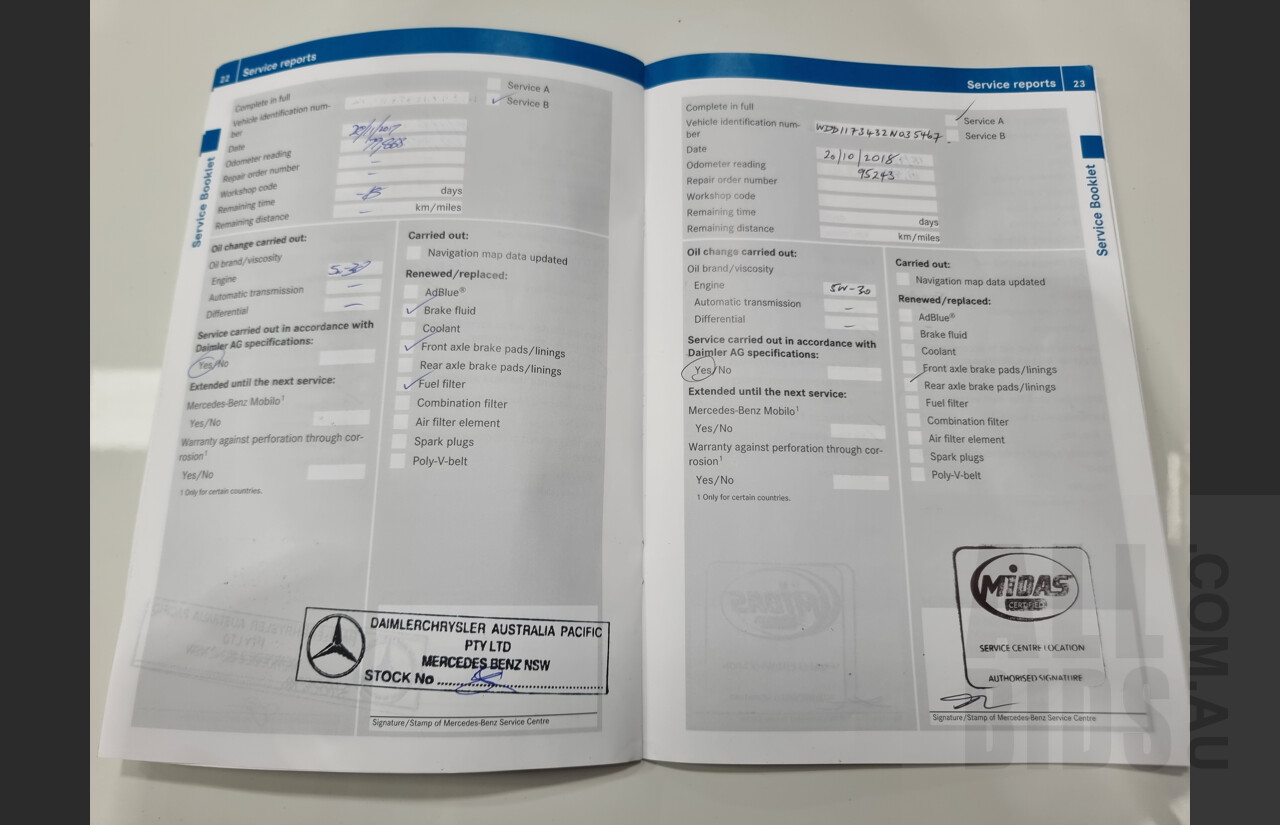 22 Service reports
Complete in full
Vehicle identification num-
ber
Date
Odometer reading
Repair order number
Workshop code
Remaining time
Remaining distance
Service A
Service B
days
km/miles
Service Booklet
Oil change carried out:
Oil brand/viscosity
Engine
Automatic transmission
Differential
Service carried out in accordance with
Daimler AG specifications:
Yes/No
Extended until the next service:
Mercedes-Benz Mobilo¹
Yes/No
Warranty against perforation through cor-
rosion¹
Yes/No
1 Only for certain countries.
Carried out:
Navigation map data updated
Renewed/replaced:
AdBlue®
Brake fluid
Coolant
Front axle brake pads/linings
Rear axle brake pads/linings
Fuel filter
Combination filter
Air filter element
Spark plugs
Poly-V-belt
DAIMLERCHRYSLER AUSTRALIA PACIFIC
PTY LTD
MERCEDES BENZ NSW
STOCK No
Signature/Stamp of Mercedes-Benz Service Centre
Service reports 23
Complete in full
Vehicle identification num-
ber
WDD1173432N035467
Date 20/10/2018
Odometer reading 95243
Repair order number
Workshop code
Remaining time days
Remaining distance km/miles
Service A
Service B
Service Booklet
Oil change carried out:
Oil brand/viscosity
Engine 5W-30
Automatic transmission –
Differential –
Service carried out in accordance with
Daimler AG specifications:
Yes/No
Extended until the next service:
Mercedes-Benz Mobilo¹
Yes/No
Warranty against perforation through cor-
rosion¹
Yes/No
1 Only for certain countries.
Carried out:
Navigation map data updated
Renewed/replaced:
AdBlue®
Brake fluid
Coolant
Front axle brake pads/linings
Rear axle brake pads/linings
Fuel filter
Combination filter
Air filter element
Spark plugs
Poly-V-belt
MIDAS
CERTIFIED
SERVICE CENTRE LOCATION
AUTHORISED SIGNATURE
Signature/Stamp of Mercedes-Benz Service Centre
ALL
BIDS
.COM.AU